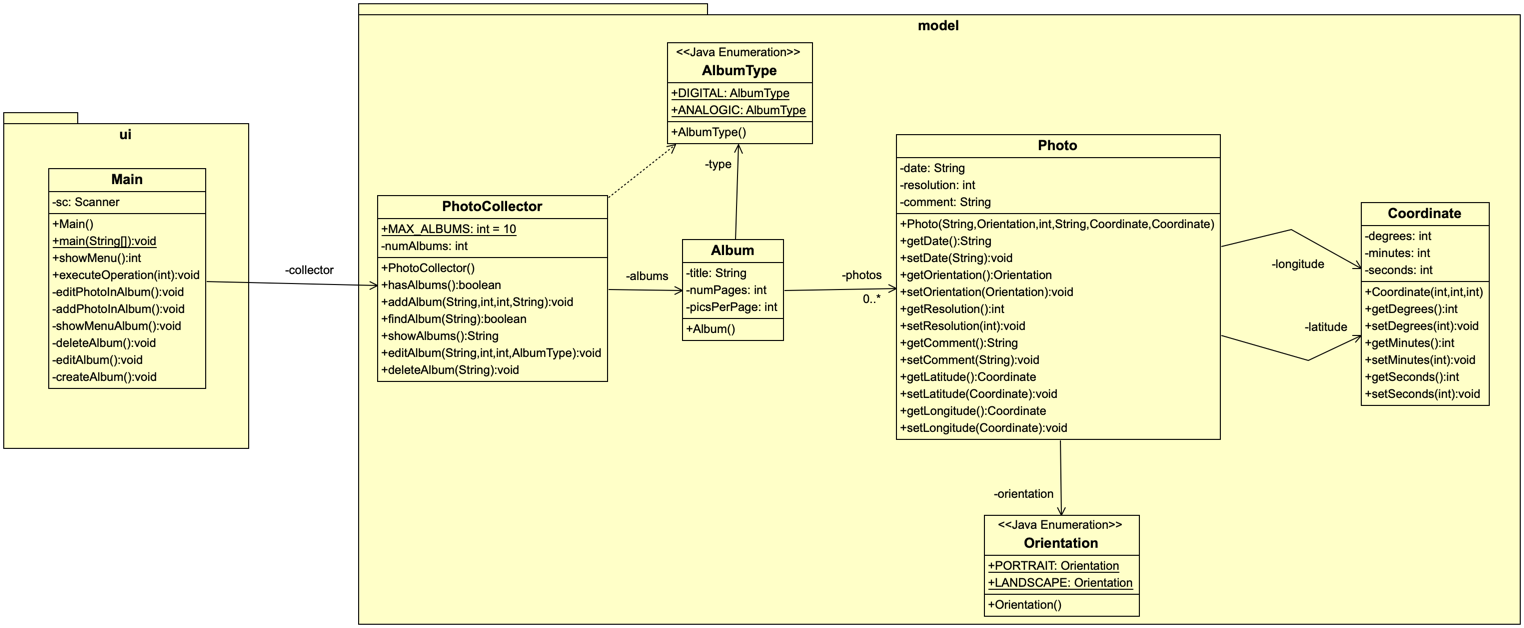 ui
Main
-sc: Scanner
+Main()
+main(String[]):void
+showMenu():int
+executeOperation(int):void
-editPhotoInAlbum():void
-addPhotoInAlbum():void
-showMenuAlbum():void
-deleteAlbum():void
-editAlbum():void
-createAlbum():void
-collector
model
<<Java Enumeration>>
AlbumType
+DIGITAL: AlbumType
+ANALOGIC: AlbumType
+AlbumType()
-type
PhotoCollector
+MAX_ALBUMS: int = 10
-numAlbums: int
+PhotoCollector()
+hasAlbums():boolean
+addAlbum(String,int,int,String):void
+findAlbum(String):boolean
+showAlbums():String
+editAlbum(String,int,int,AlbumType):void
+deleteAlbum(String):void
-albums
Album
-title: String
-numPages: int
-picsPerPage: int
+Album()
-photos
0..*
Photo
-date: String
-resolution: int
-comment: String
+Photo(String,Orientation,int,String,Coordinate,Coordinate)
+getDate():String
+setDate(String):void
+getOrientation():Orientation
+setOrientation(Orientation):void
+getResolution():int
+setResolution(int):void
+getComment():String
+setComment(String):void
+getLatitude():Coordinate
+setLatitude(Coordinate):void
+getLongitude():Coordinate
+setLongitude(Coordinate):void
-longitude
-latitude
Coordinate
-degrees: int
-minutes: int
-seconds: int
+Coordinate(int,int,int)
+getDegrees():int
+setDegrees(int):void
+getMinutes():int
+setMinutes(int):void
+getSeconds():int
+setSeconds(int):void
-orientation
<<Java Enumeration>>
Orientation
+PORTRAIT: Orientation
+LANDSCAPE: Orientation
+Orientation()